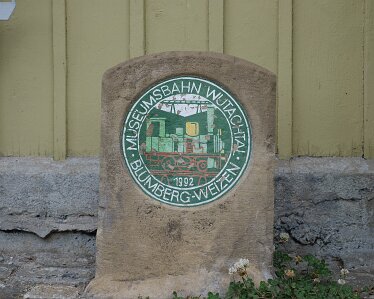 MUSEUMSBAHN WUTACHTAL
1992
BLUMBERG-WEIZEN